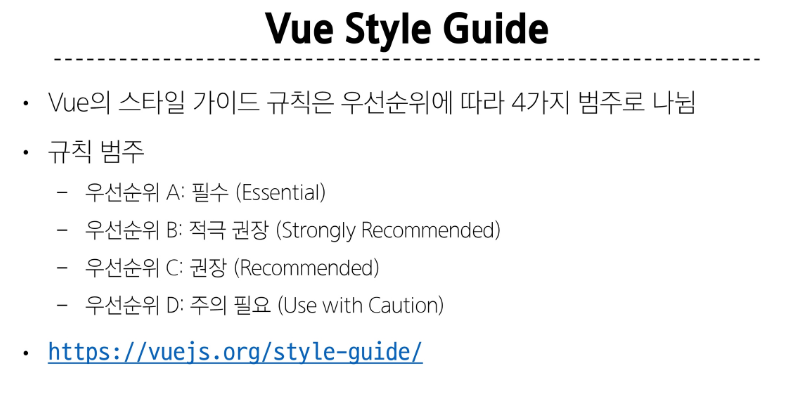 Vue Style Guide
• Vue의 스타일 가이드 규칙은 우선순위에 따라 4가지 범주로 나뉨
• 규칙 범주
– 우선순위 A: 필수 (Essential)
– 우선순위 B: 적극 권장 (Strongly Recommended)
– 우선순위 C: 권장 (Recommended)
– 우선순위 D: 주의 필요 (Use with Caution)
• https://vuejs.org/style-guide/